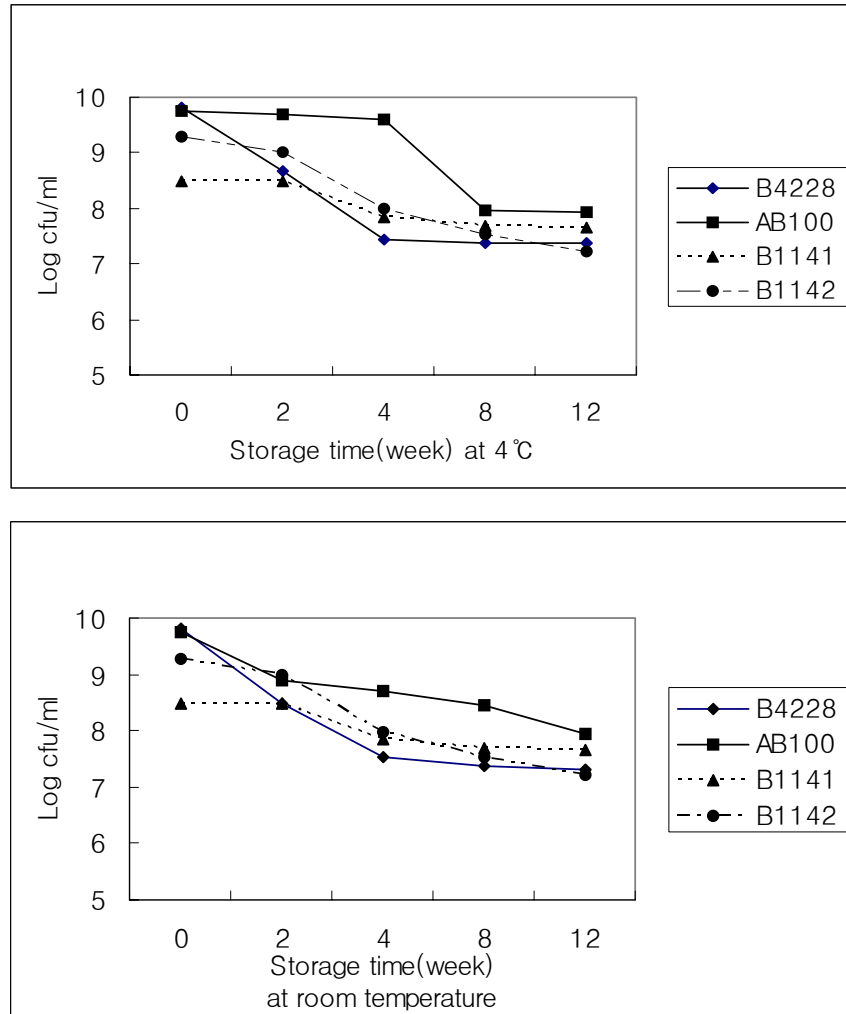 10
9
8
7
6
5
Log cfu/ml
0 2 4 8 12
Storage time(week) at 4℃
B4228
AB100
B1141
B1142
10
9
8
7
6
5
Log cfu/ml
0 2 4 8 12
Storage time(week)
at room temperature
B4228
AB100
B1141
B1142